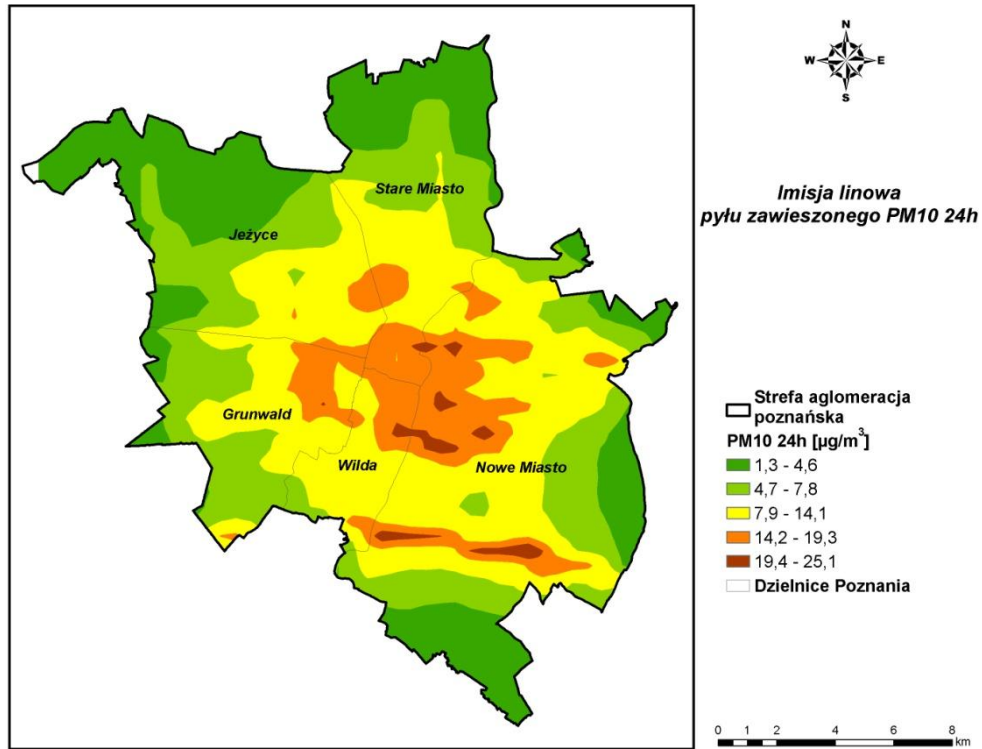 N
W E
S
Imisja linowa
pyłu zawieszonego PM10 24h
Stare Miasto
Jeżyce
Grunwald
Wilda
Nowe Miasto
Strefa aglomeracja
poznańska
PM10 24h [µg/m³]
1,3 - 4,6
4,7 - 7,8
7,9 - 14,1
14,2 - 19,3
19,4 - 25,1
Dzielnice Poznania
0 1 2 4 6 8
km